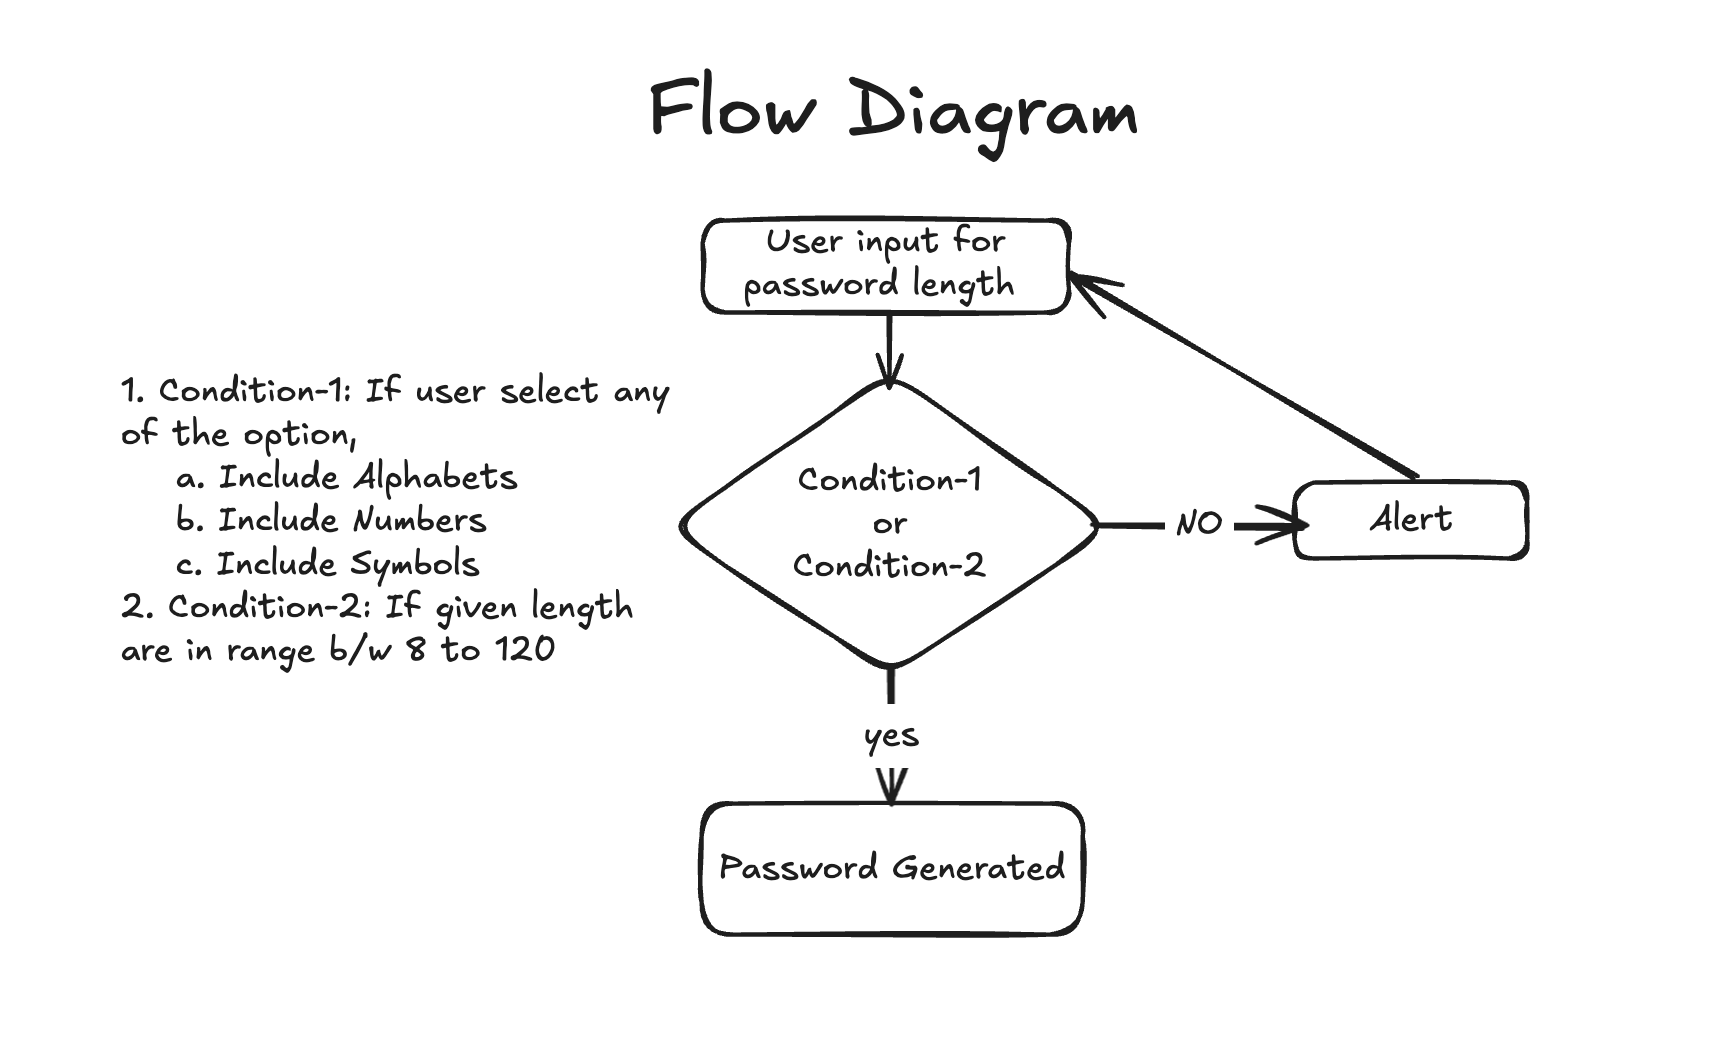 Flow Diagram
User input for
password length
1. Condition-1: If user select any
of the option,
a. Include Alphabets
b. Include Numbers
c. Include Symbols
2. Condition-2: If given length
are in range b/w 8 to 120
Condition-1
or
Condition-2
NO
Alert
yes
Password Generated